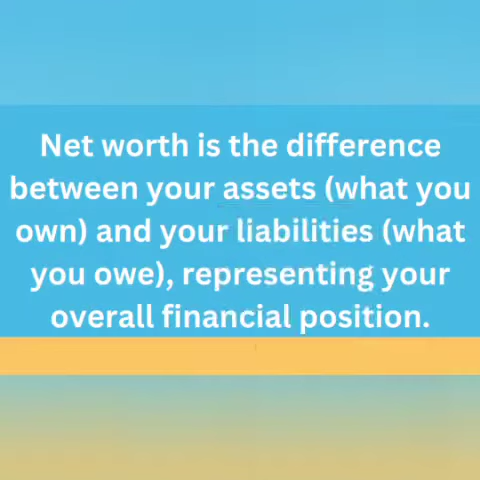 Net worth is the difference
between your assets (what you
own) and your liabilities (what
you owe), representing your
overall financial position.